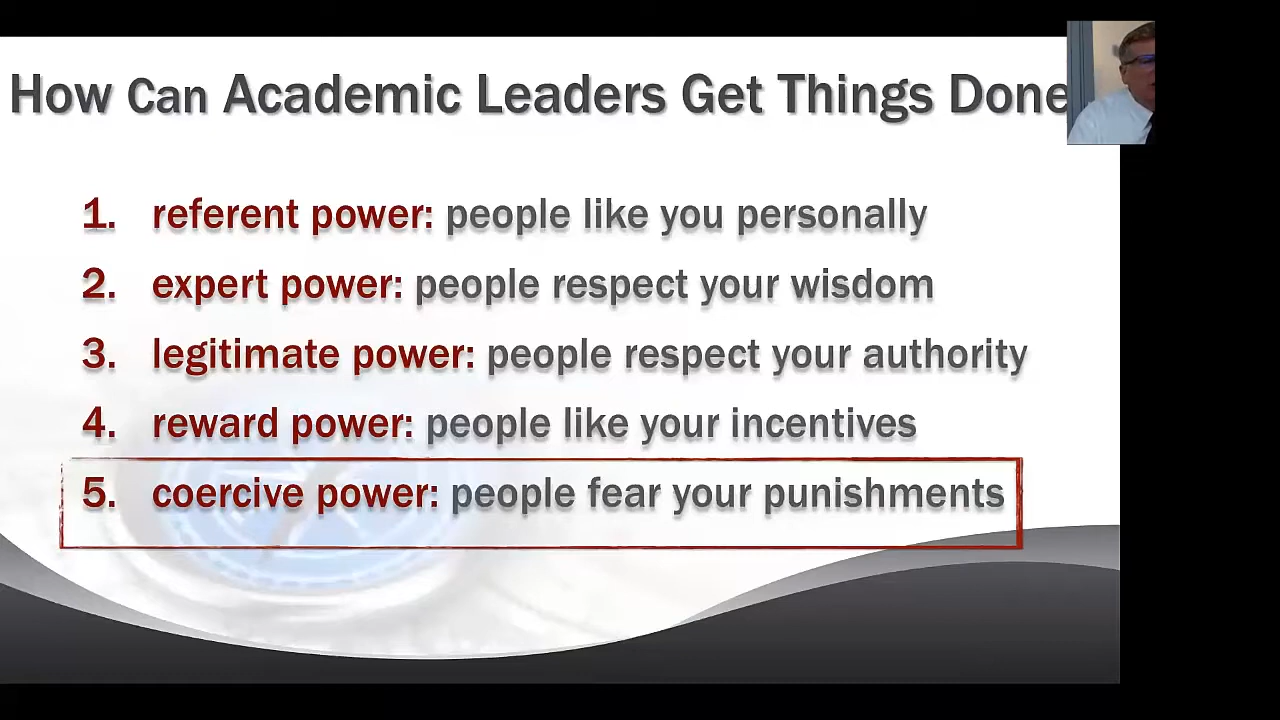 How Can Academic Leaders Get Things Done
1. referent power: people like you personally
2. expert power: people respect your wisdom
3. legitimate power: people respect your authority
4. reward power: people like your incentives
5. coercive power: people fear your punishments